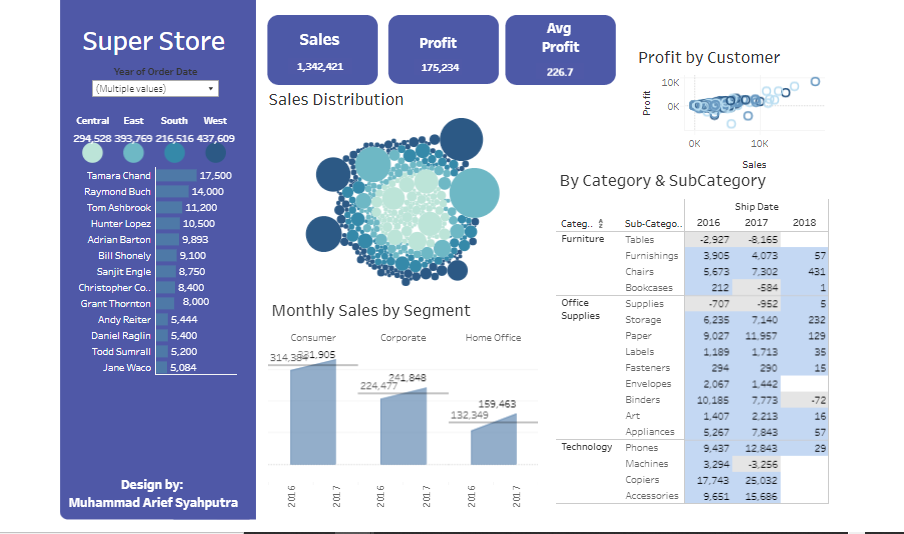 Super Store
Year of Order Date
(Multiple values)
Central East South West
294,528 393,769 216,516 437,609
Tamara Chand 17,500
Raymond Buch 14,000
Tom Ashbrook 11,200
Hunter Lopez 10,500
Adrian Barton 9,893
Bill Shonely 9,100
Sanjit Engle 8,750
Christopher Co.. 8,400
Grant Thornton 8,000
Andy Reiter 5,444
Daniel Raglin 5,400
Todd Sumrall 5,200
Jane Waco 5,084
Design by:
Muhammad Arief Syahputra
Sales
1,342,421
Profit
175,234
Avg
Profit
226.7
Sales Distribution
Monthly Sales by Segment
Consumer Corporate Home Office
314,384 331,905
224,477 241,848
132,349 159,463
2016 2017 2016 2017 2016 2017
Profit by Customer
Profit
10K
0K
0K 10K
Sales
By Category & SubCategory
Ship Date
Categ.. Sub-Catego.. 2016 2017 2018
Furniture Tables -2,927 -8,165
Furnishings 3,905 4,073 57
Chairs 5,673 7,302 431
Bookcases 212 -584 1
Office Supplies Supplies -707 -952 5
Storage 6,235 7,140 232
Paper 9,027 11,957 129
Labels 1,189 1,713 35
Fasteners 294 290 15
Envelopes 2,067 1,442
Binders 10,185 7,773 -72
Art 1,407 2,213 16
Appliances 5,267 7,843 57
Technology Phones 9,437 12,843 29
Machines 3,294 -3,256
Copiers 17,743 25,032
Accessories 9,651 15,686